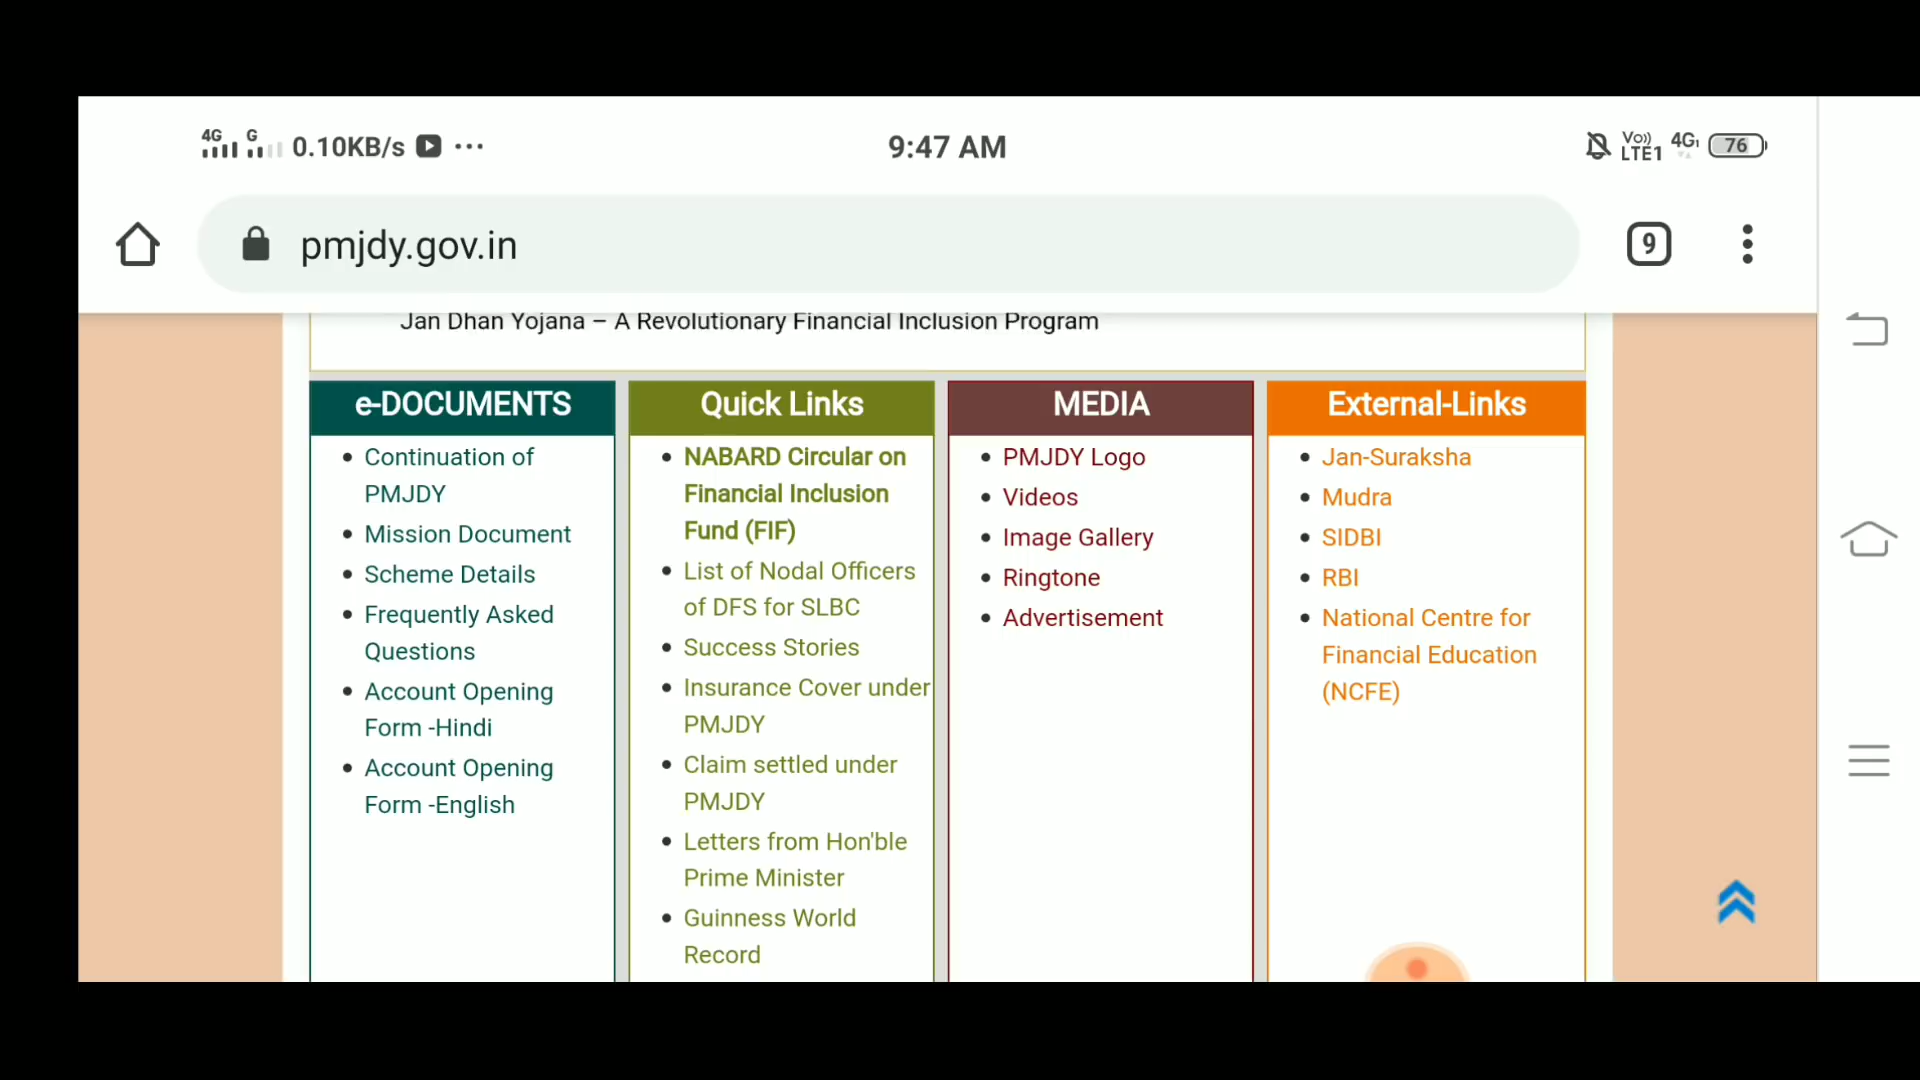 4G G 0.10KB/s
9:47 AM
Vo)) LTE1 4G 76
pmjdy.gov.in
9
Jan Dhan Yojana – A Revolutionary Financial Inclusion Program
e-DOCUMENTS
Continuation of
PMJDY
Mission Document
Scheme Details
Frequently Asked
Questions
Account Opening
Form -Hindi
Account Opening
Form -English
Quick Links
NABARD Circular on
Financial Inclusion
Fund (FIF)
List of Nodal Officers
of DFS for SLBC
Success Stories
Insurance Cover under
PMJDY
Claim settled under
PMJDY
Letters from Hon'ble
Prime Minister
Guinness World
Record
MEDIA
PMJDY Logo
Videos
Image Gallery
Ringtone
Advertisement
External-Links
Jan-Suraksha
Mudra
SIDBI
RBI
National Centre for
Financial Education
(NCFE)